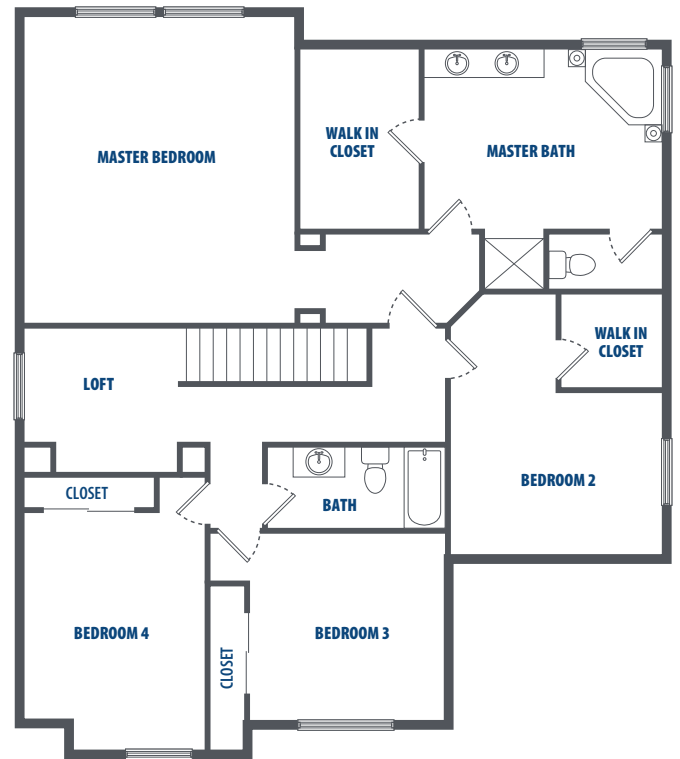 MASTER BEDROOM
WALK IN
CLOSET
MASTER BATH
LOFT
WALK IN
CLOSET
BEDROOM 2
CLOSET
BATH
BEDROOM 4
BEDROOM 3
CLOSET